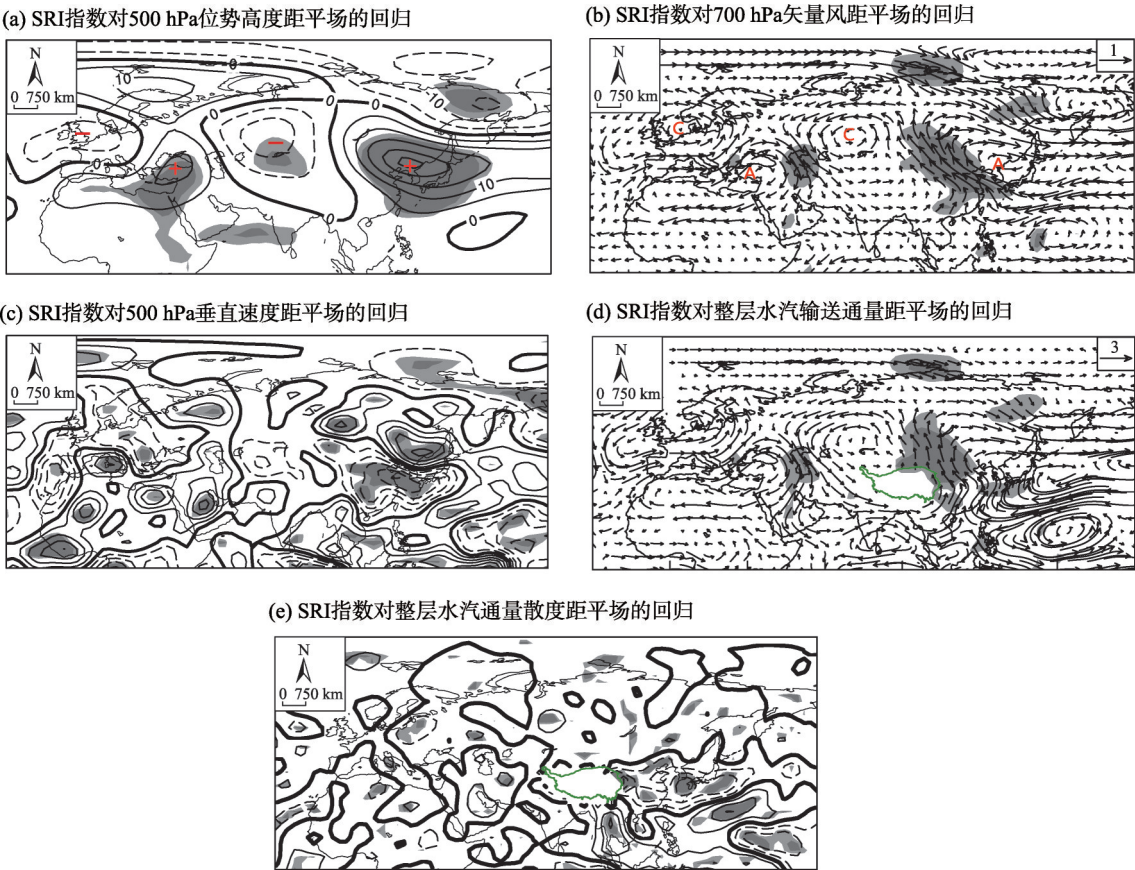 (a) SRI指数对500 hPa位势高度距平场的回归
(b) SRI指数对700 hPa矢量风距平场的回归
N
0 750 km
0
10
10
0
0
0
0
10
0
0
N
0 750 km
1
C
C
A
A
(c) SRI指数对500 hPa垂直速度距平场的回归
(d) SRI指数对整层水汽输送通量距平场的回归
N
0 750 km
N
0 750 km
3
(e) SRI指数对整层水汽通量散度距平场的回归
N
0 750 km